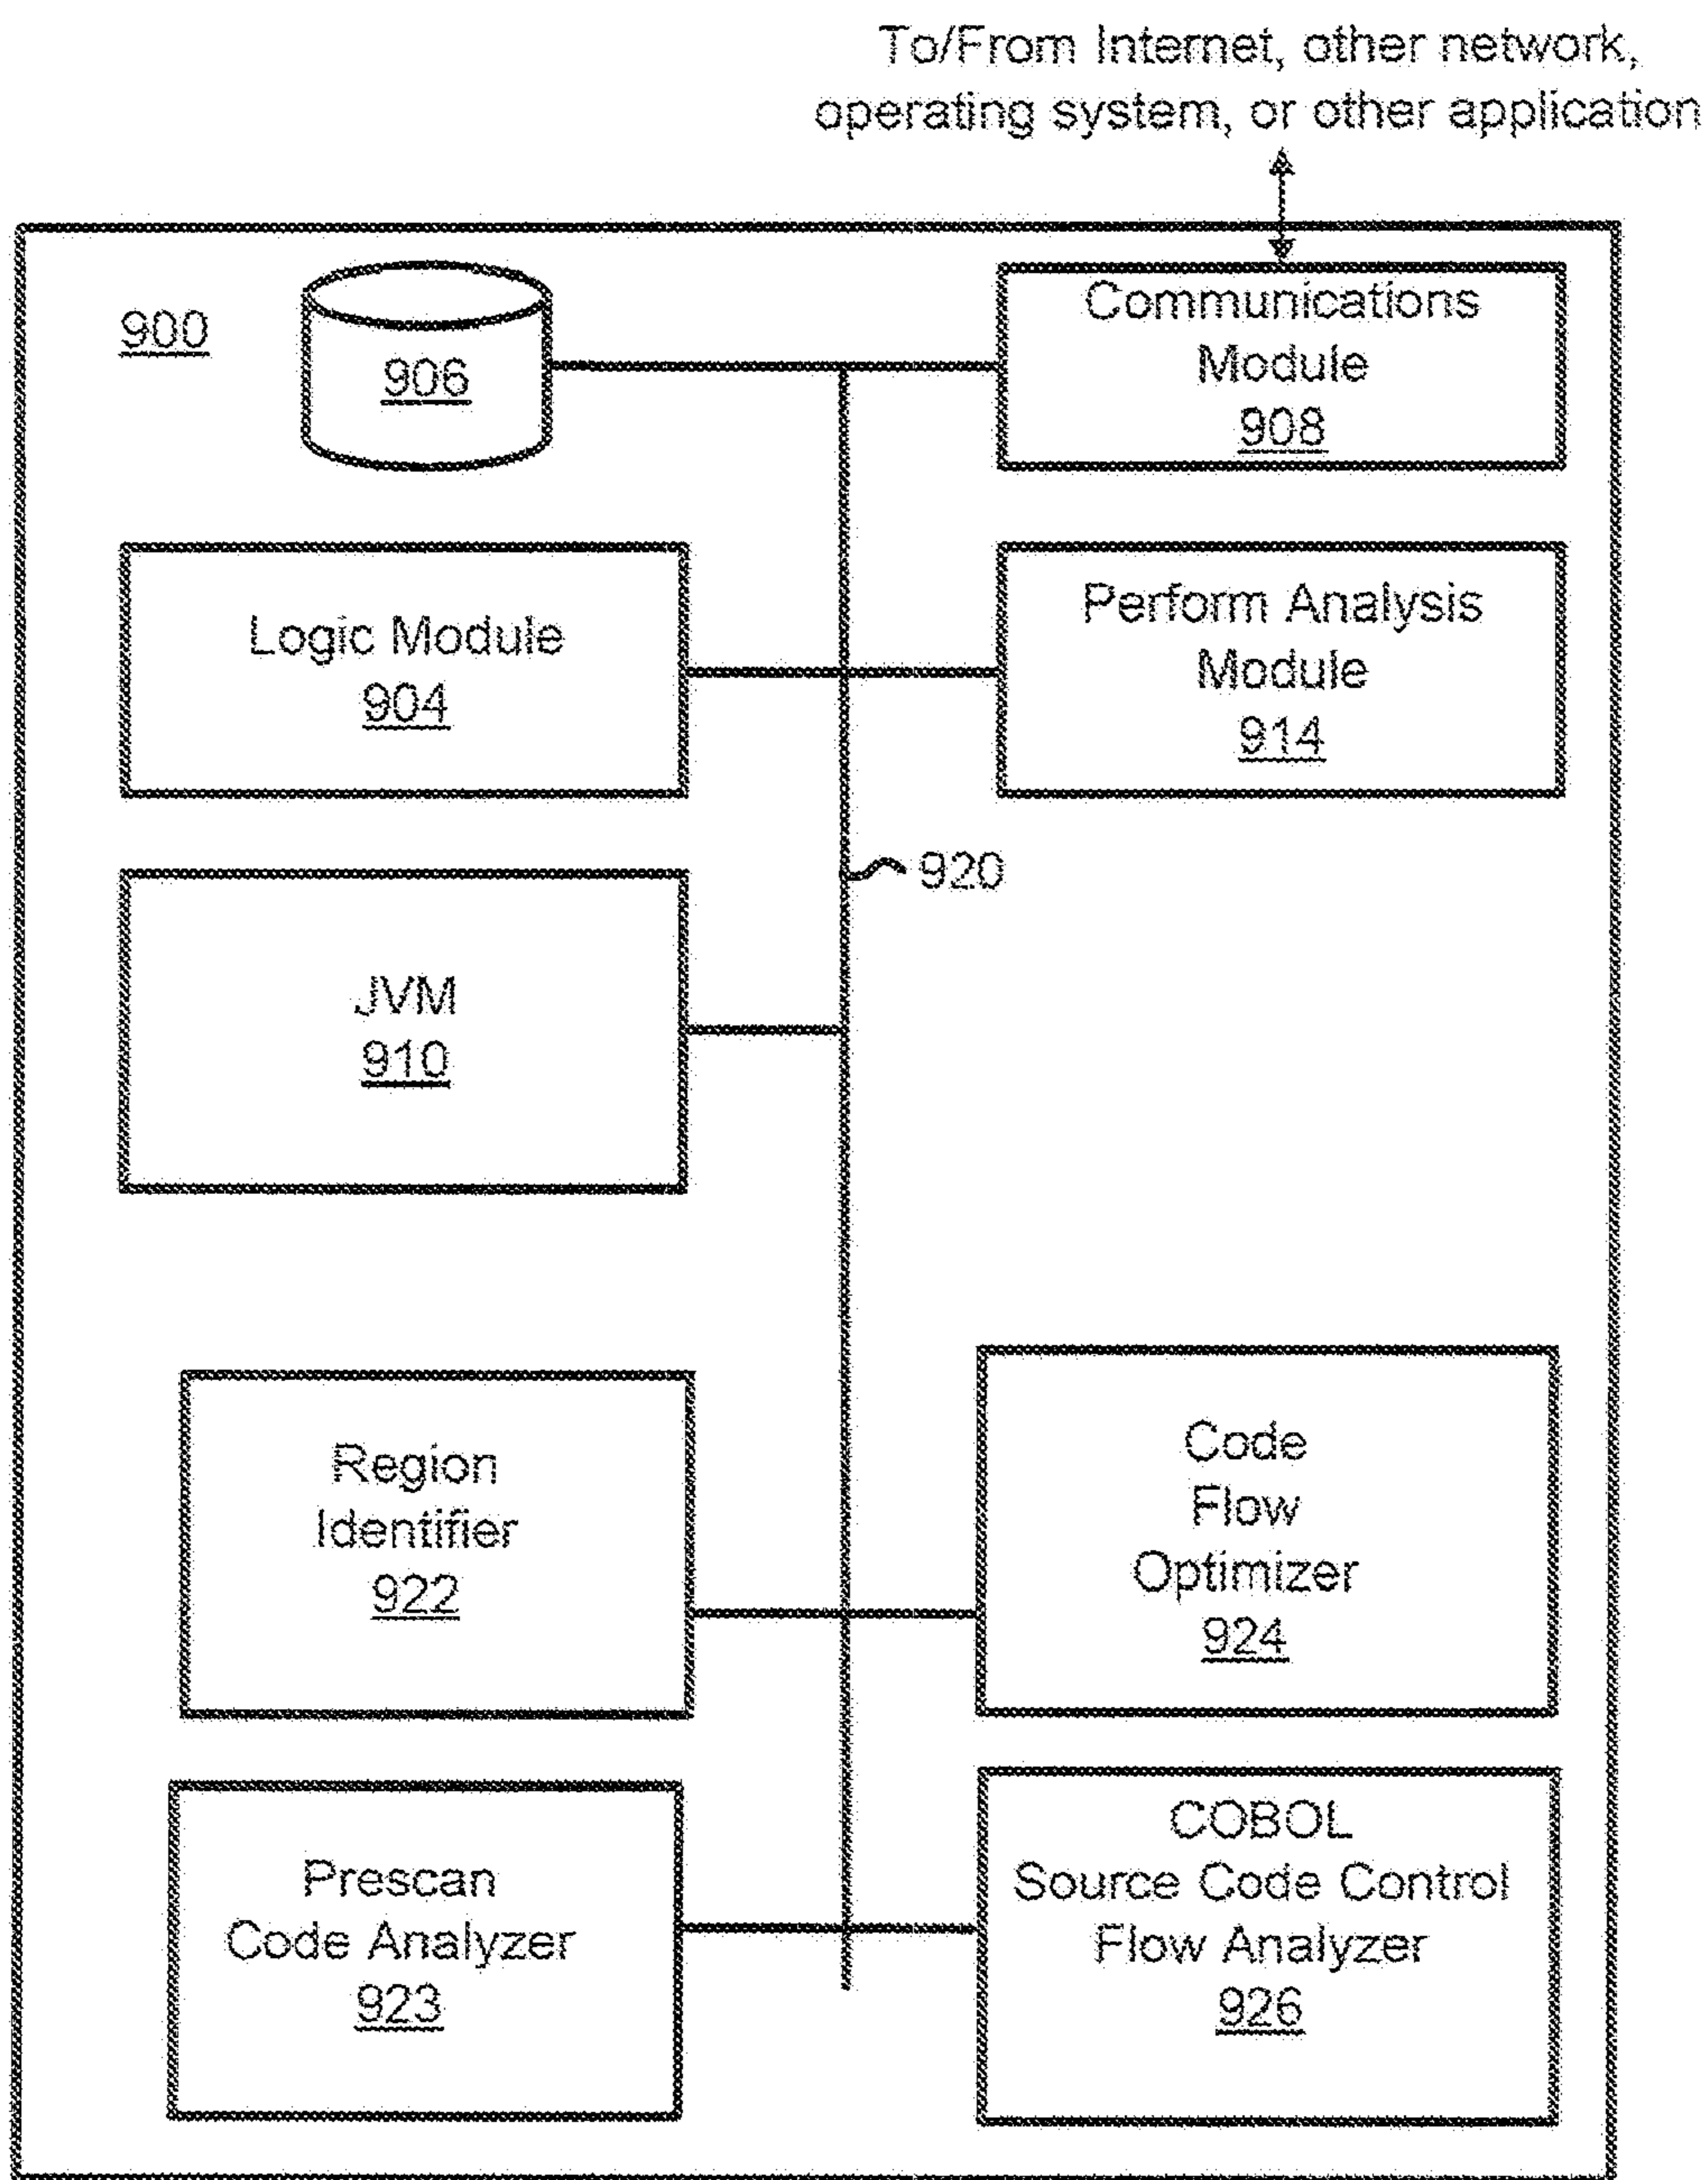 To/From Internet, other network,
operating system, or other application
900
906
Communications
Module
908
Logic Module
904
Perform Analysis
Module
914
920
JVM
910
Region
Identifier
922
Code
Flow
Optimizer
924
Prescan
Code Analyzer
923
COBOL
Source Code Control
Flow Analyzer
926